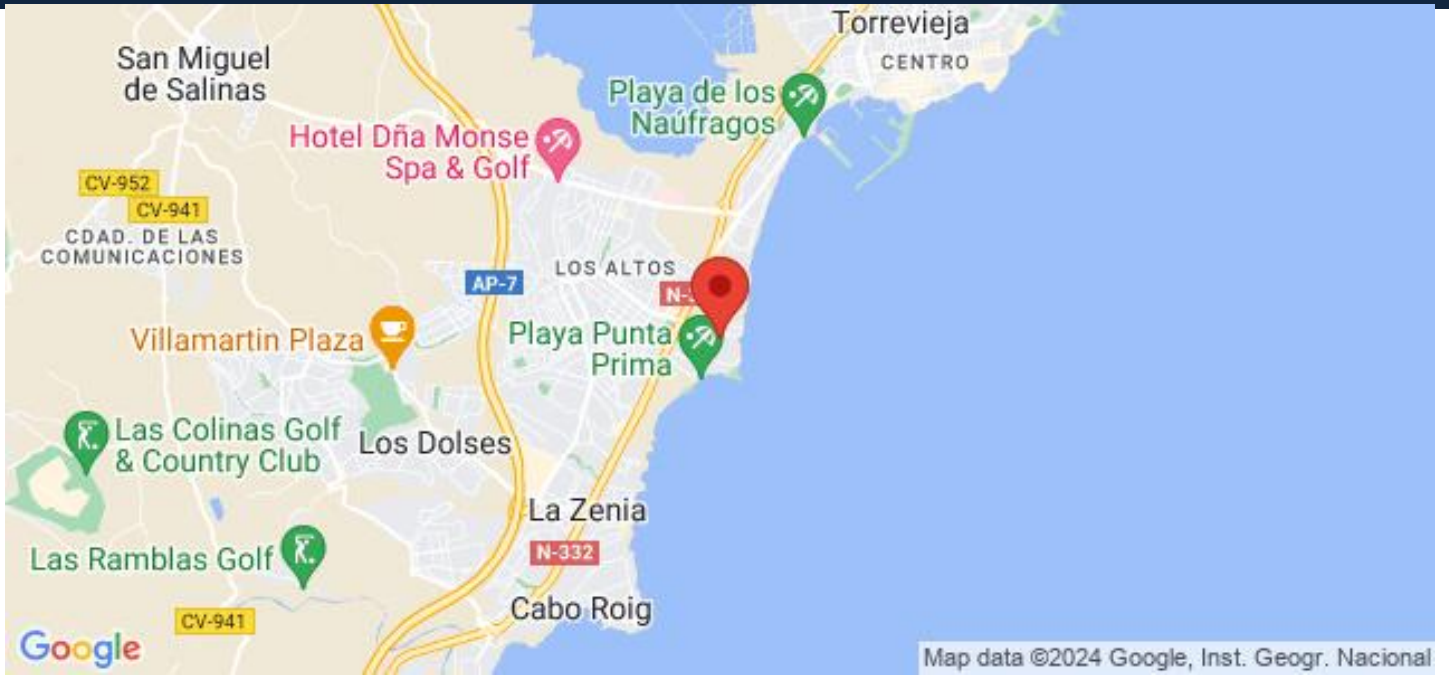 Torrevieja
CENTRO
San Miguel
de Salinas
Playa de los
Naúfragos
Hotel Dña Monse
Spa & Golf
CV-952
CV-941
CDAD. DE LAS
COMUNICACIONES
LOS ALTOS
AP-7
Villamartin Plaza
Playa Punta
Prima
Las Colinas Golf
& Country Club
Los Dolses
La Zenia
N-332
Las Ramblas Golf
Cabo Roig
CV-941
Google
Map data ©2024 Google, Inst. Geogr. Nacional